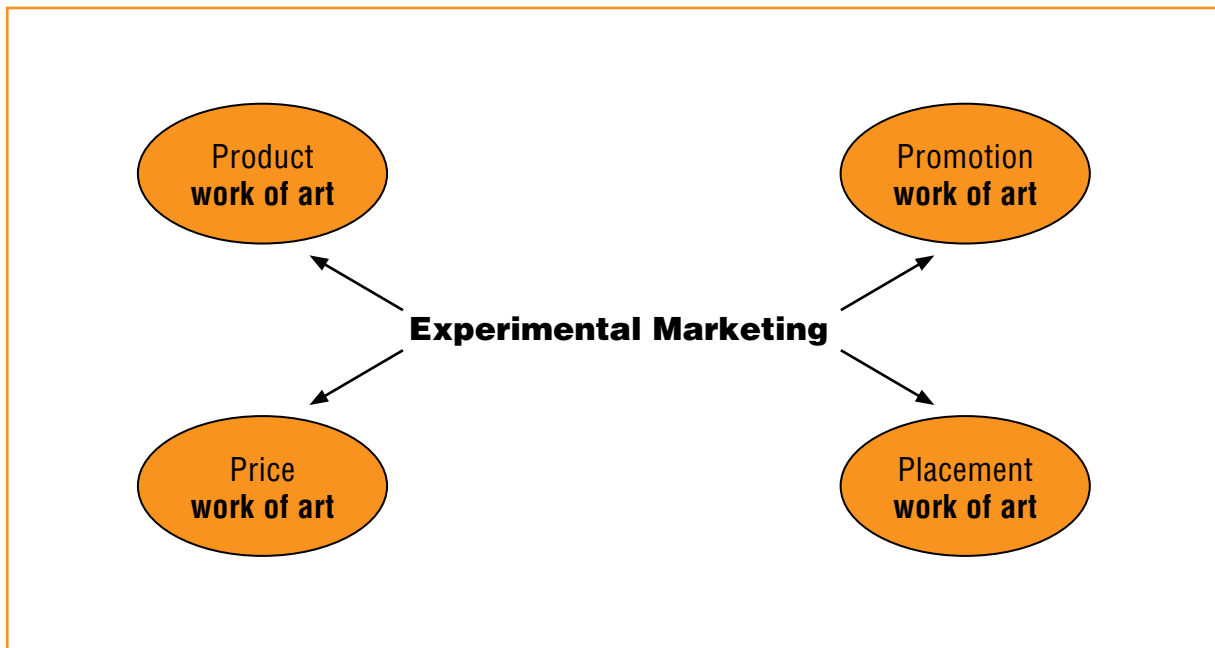 Product
work of art
Promotion
work of art
Experimental Marketing
Price
work of art
Placement
work of art